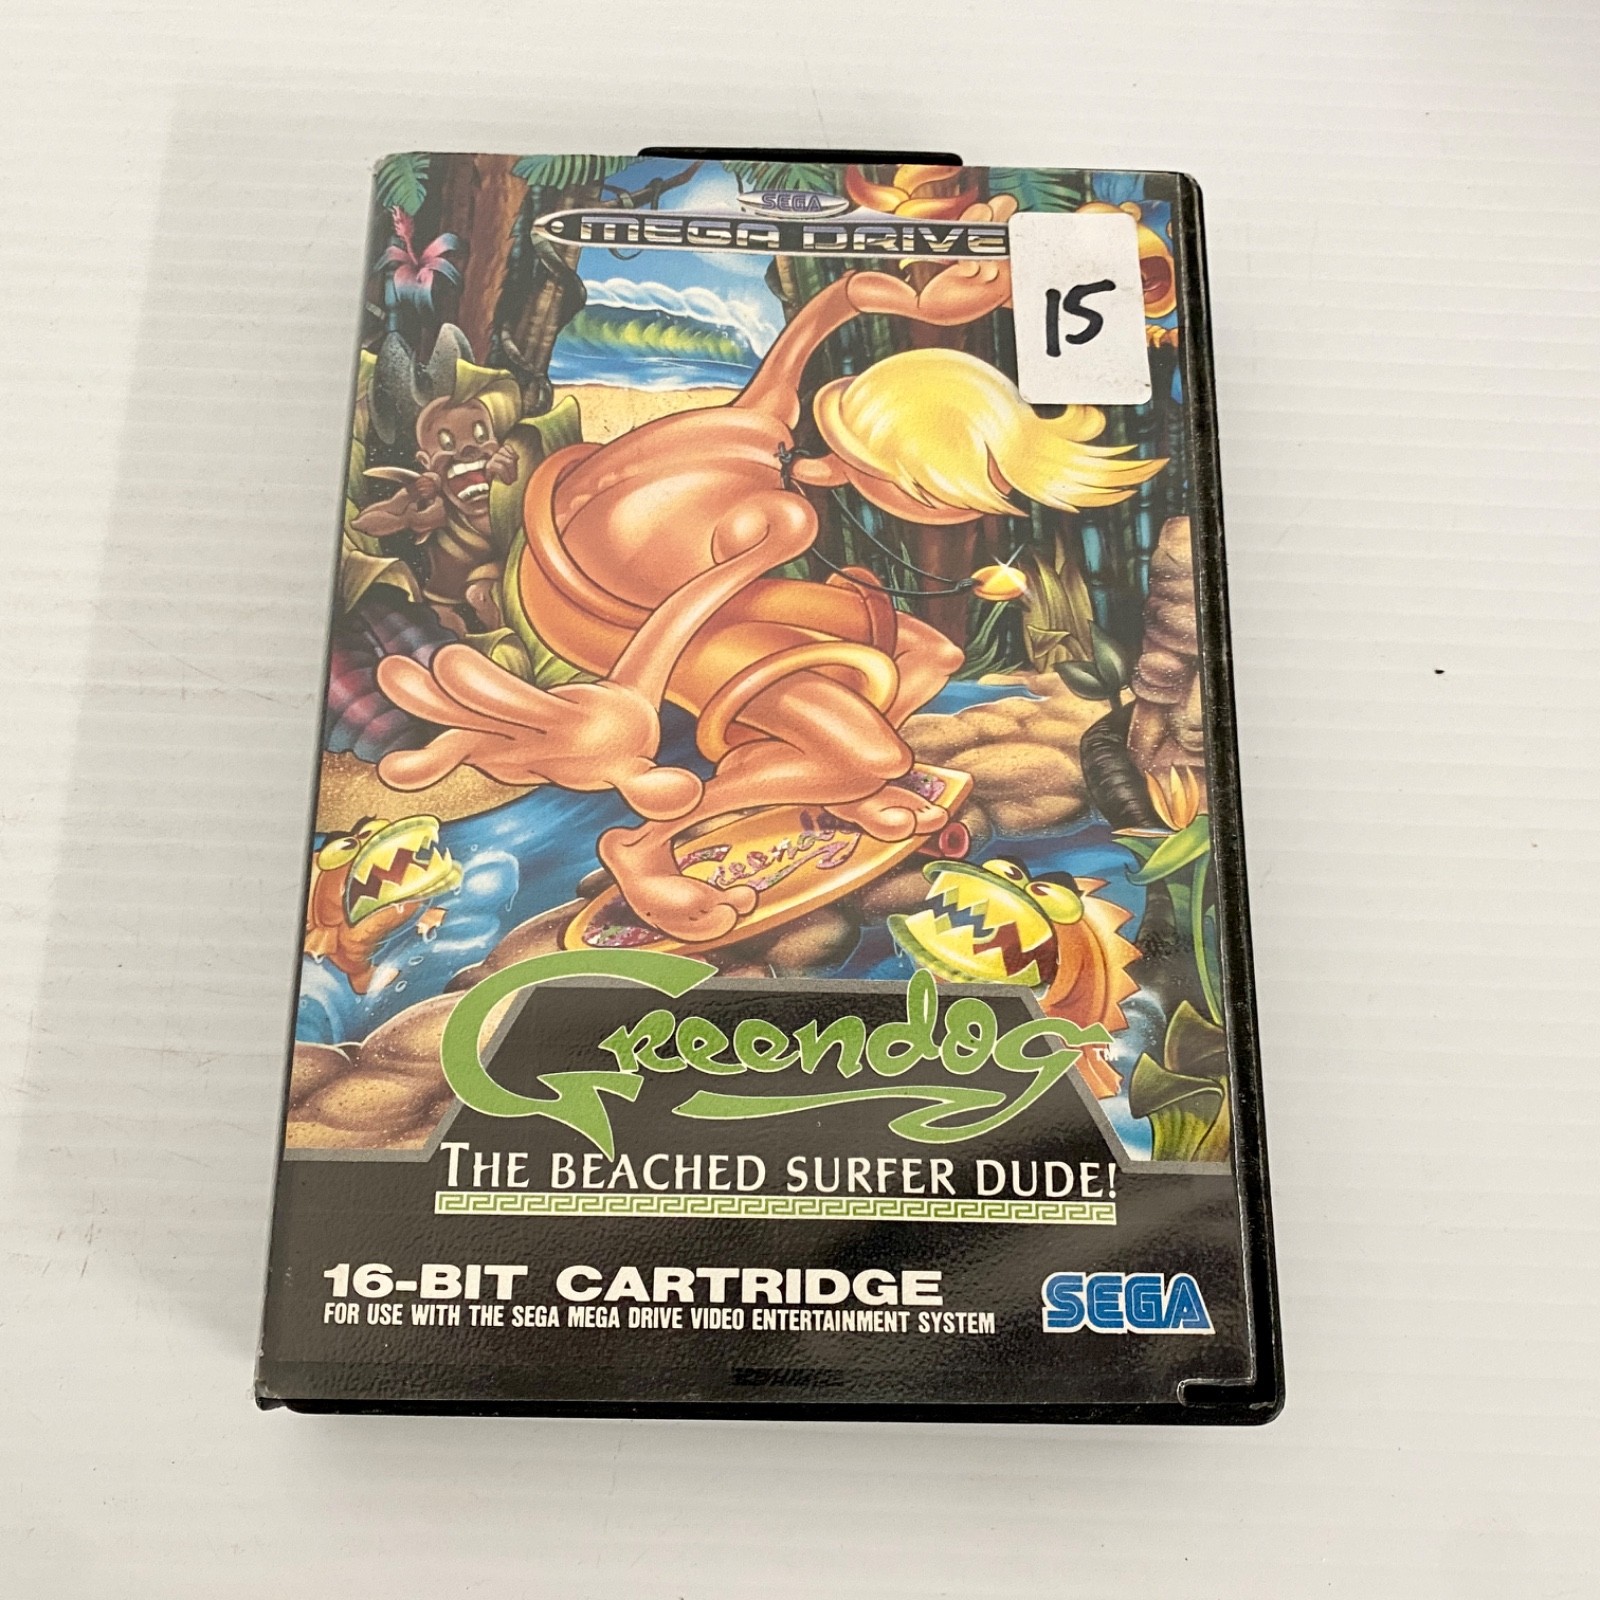 SEGA
MEGA DRIVE
15
Greendog
Greendog™
THE BEACHED SURFER DUDE!
16-BIT CARTRIDGE
FOR USE WITH THE SEGA MEGA DRIVE VIDEO ENTERTAINMENT SYSTEM
SEGA